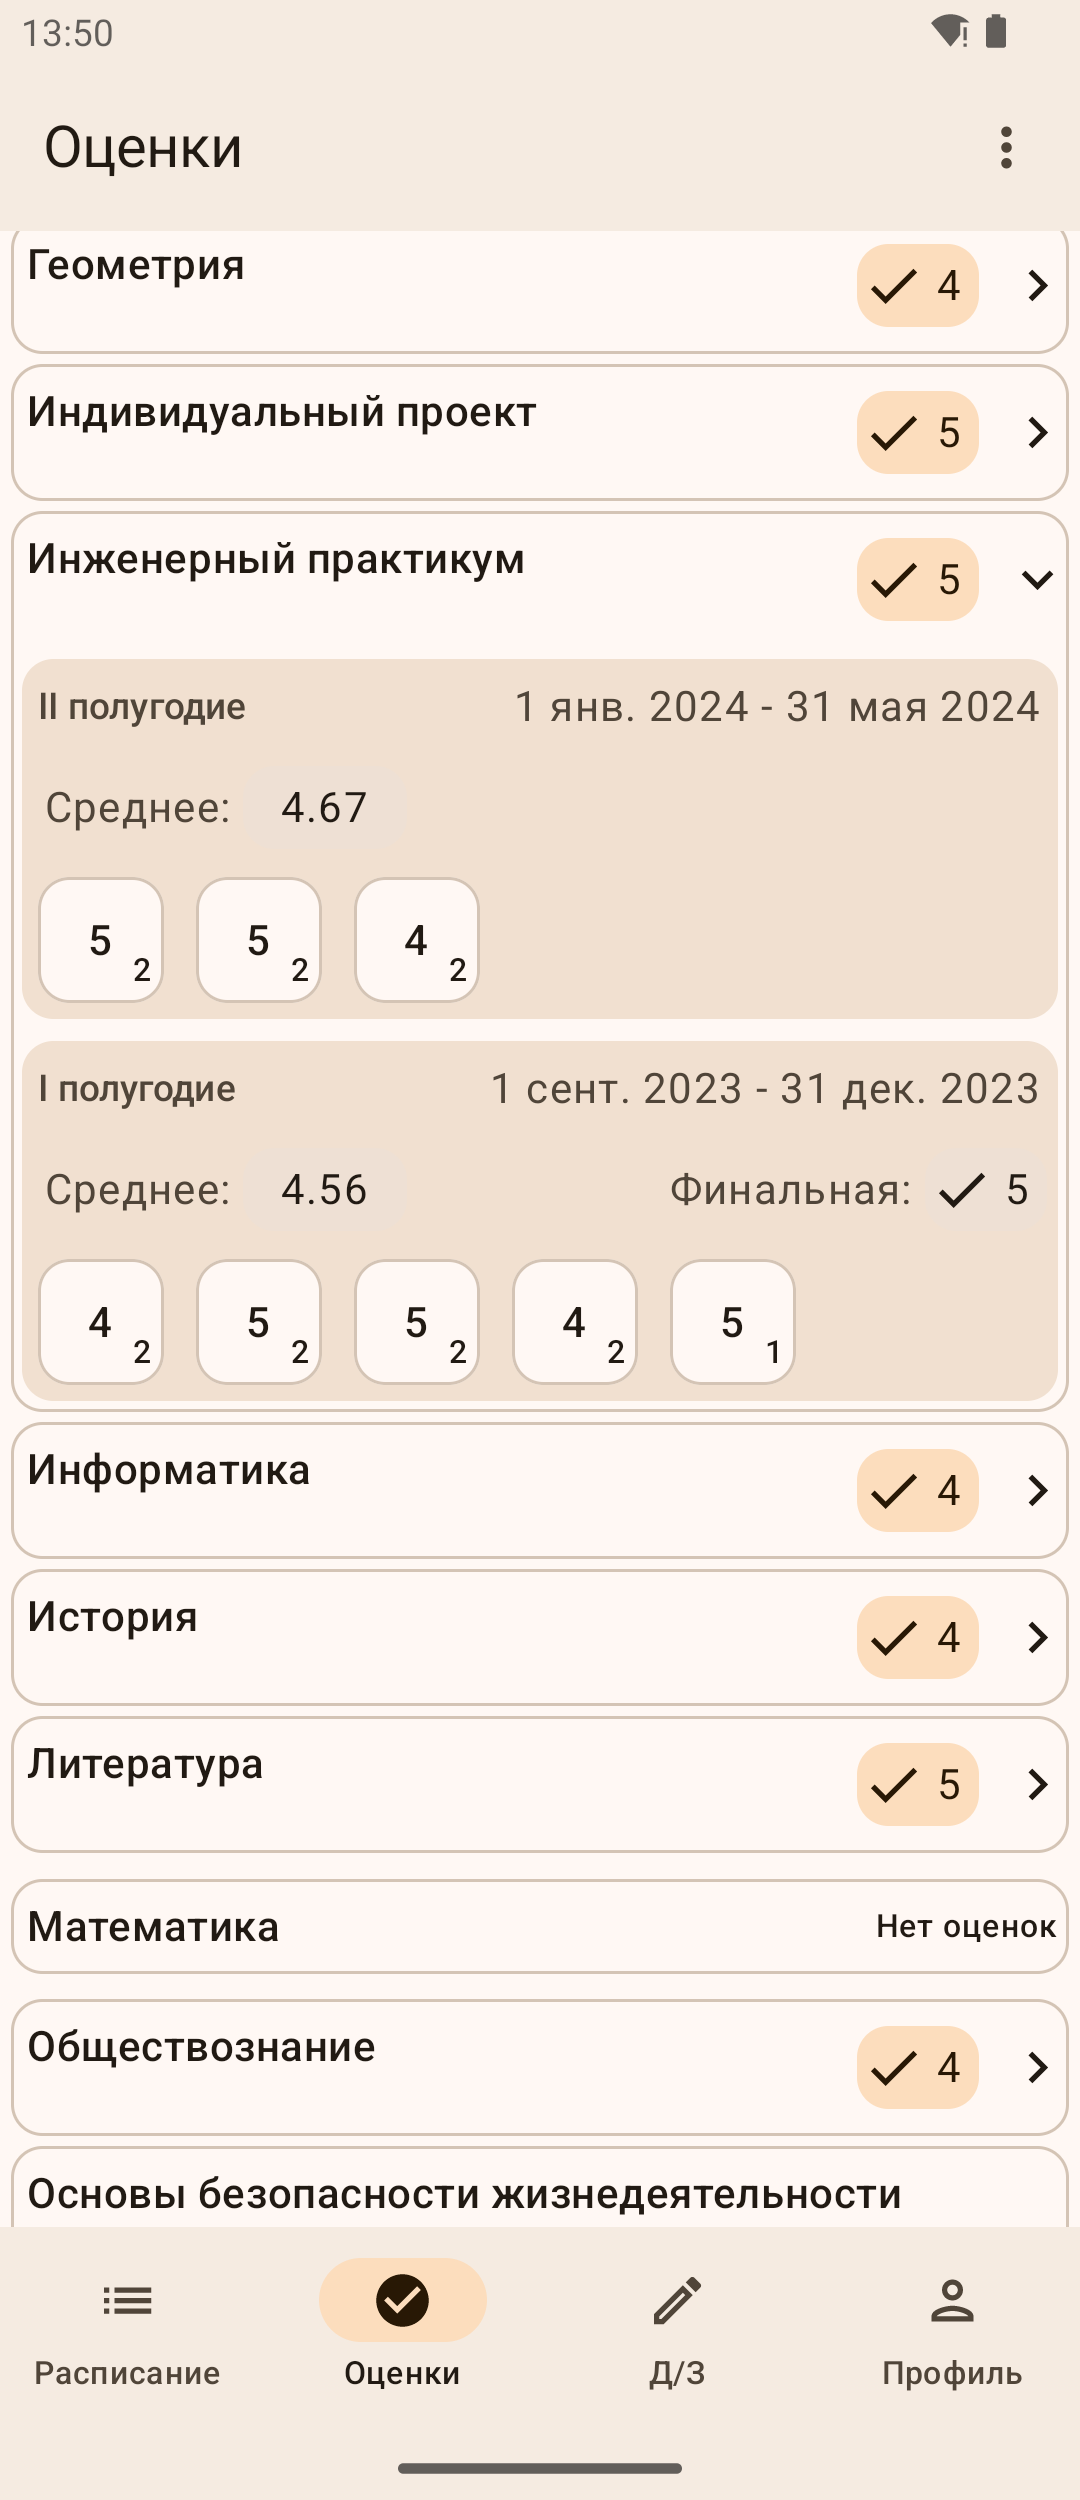 13:50
Оценки
Геометрия 4
Индивидуальный проект 5
Инженерный практикум 5
II полугодие 1 янв. 2024 - 31 мая 2024
Среднее: 4.67
5 2 5 2 4 2
I полугодие 1 сент. 2023 - 31 дек. 2023
Среднее: 4.56 Финальная: 5
4 2 5 2 5 2 4 2 5 1
Информатика 4
История 4
Литература 5
Математика Нет оценок
Обществознание 4
Основы безопасности жизнедеятельности
Расписание Оценки Д/З Профиль